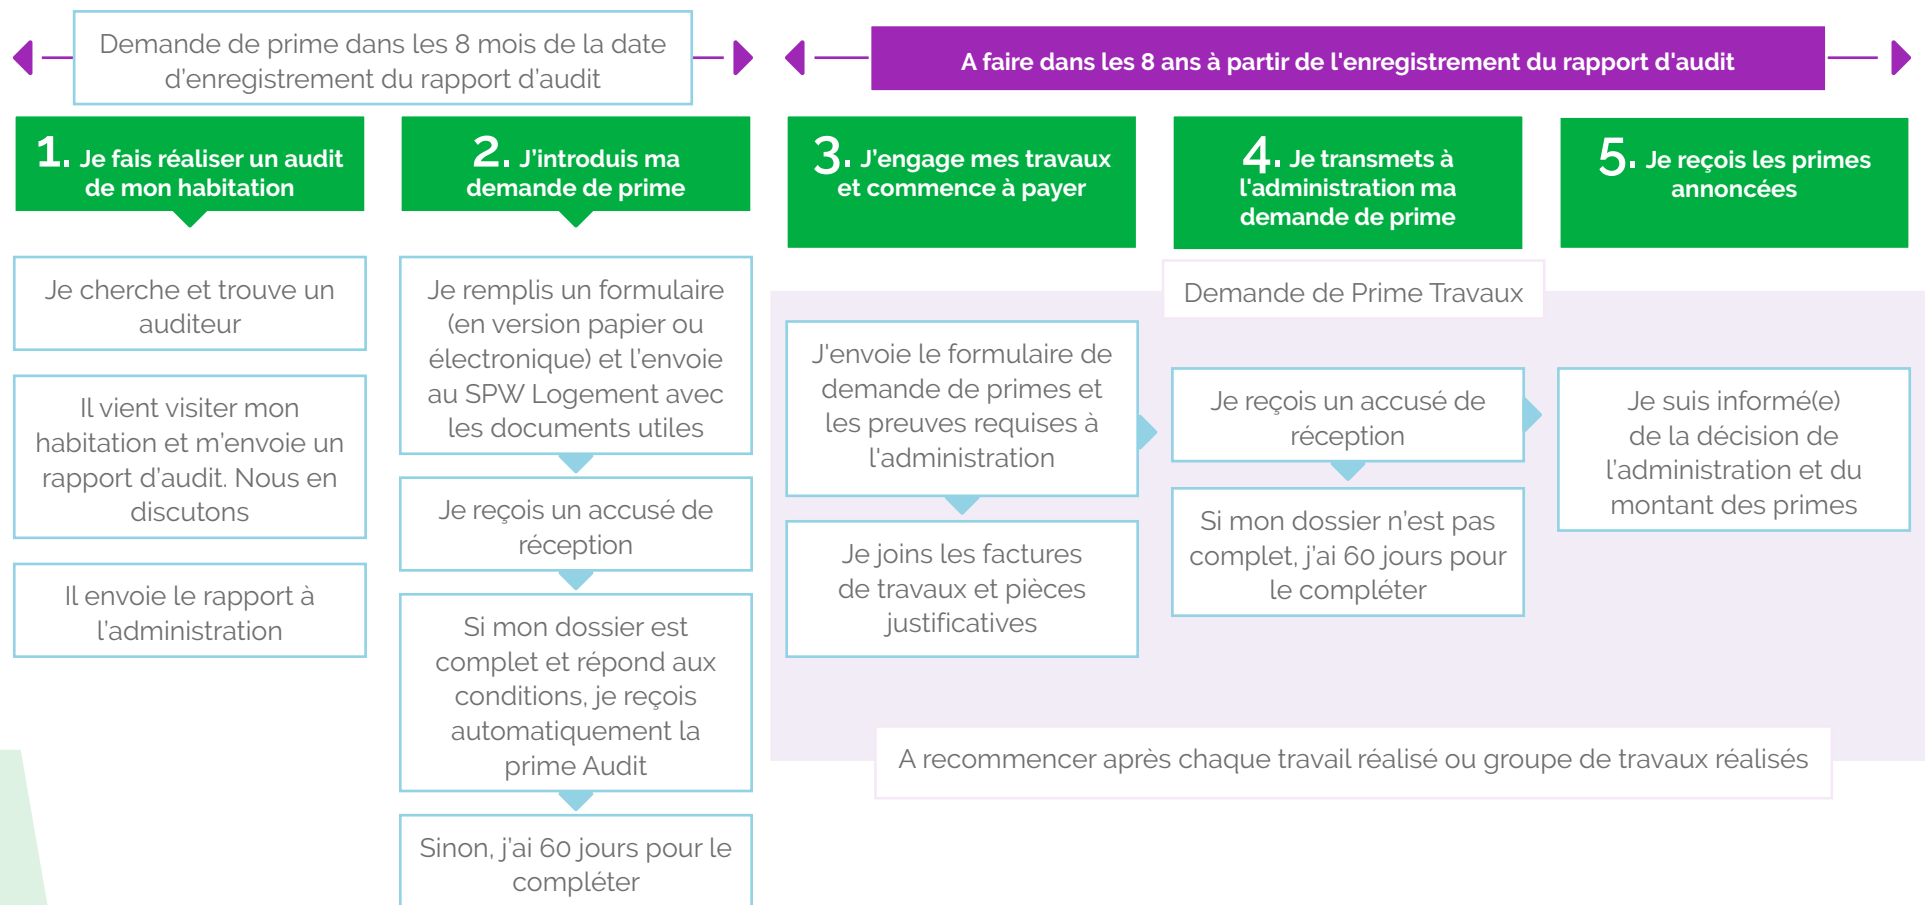 Demande de prime dans les 8 mois de la date
d'enregistrement du rapport d'audit
A faire dans les 8 ans à partir de l'enregistrement du rapport d'audit
1. Je fais réaliser un audit
de mon habitation
Je cherche et trouve un
auditeur
Il vient visiter mon
habitation et m'envoie un
rapport d'audit. Nous en
discutons
Il envoie le rapport à
l'administration
2. J'introduis ma
demande de prime
Je remplis un formulaire
(en version papier ou
électronique) et l'envoie
au SPW Logement avec
les documents utiles
Je reçois un accusé de
réception
Si mon dossier est
complet et répond aux
conditions, je reçois
automatiquement la
prime Audit
Sinon, j'ai 60 jours pour le
compléter
3. J'engage mes travaux
et commence à payer
4. Je transmets à
l'administration ma
demande de prime
5. Je reçois les primes
annoncées
Demande de Prime Travaux
J'envoie le formulaire de
demande de primes et
les preuves requises à
l'administration
Je joins les factures
de travaux et pièces
justificatives
Je reçois un accusé de
réception
Si mon dossier n'est pas
complet, j'ai 60 jours pour
le compléter
Je suis informé(e)
de la décision de
l'administration et du
montant des primes
A recommencer après chaque travail réalisé ou groupe de travaux réalisés